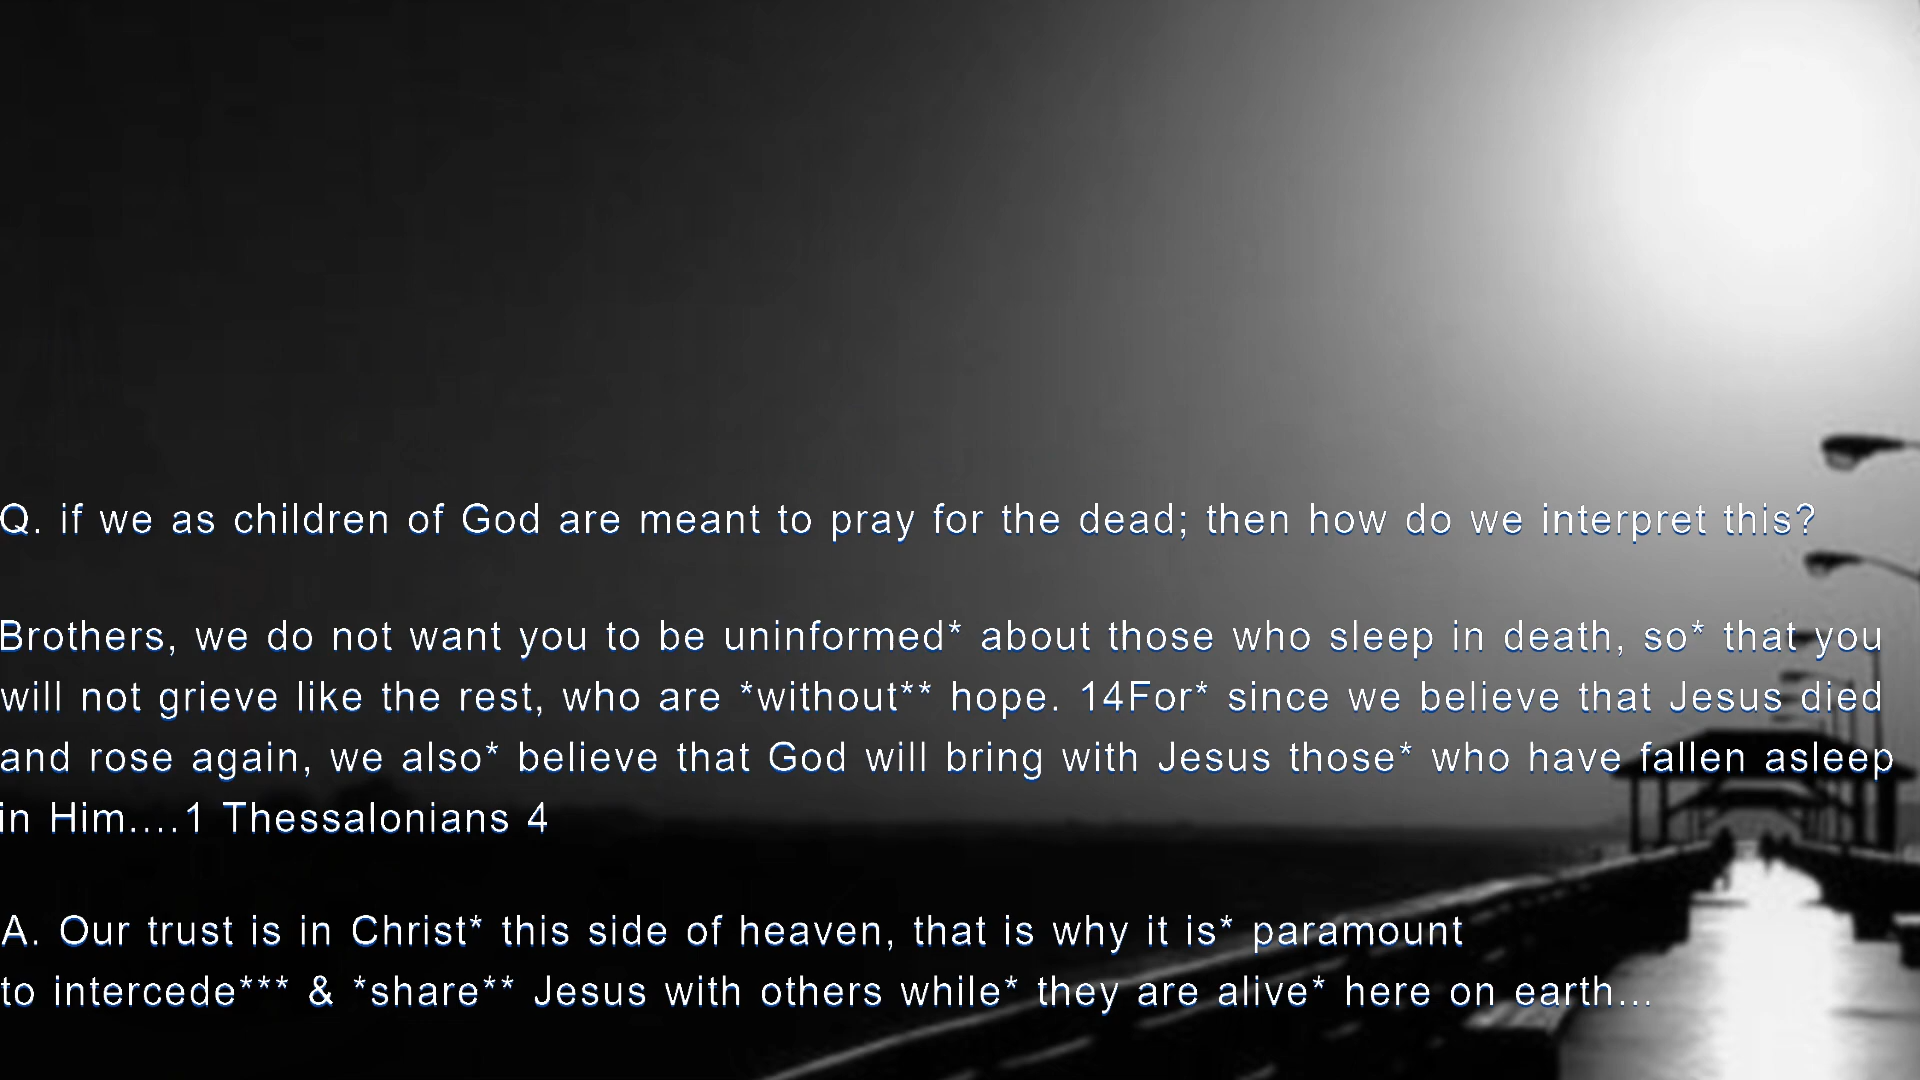 Q. if we as children of God are meant to pray for the dead; then how do we interpret this?
Brothers, we do not want you to be uninformed* about those who sleep in death, so* that you
will not grieve like the rest, who are *without** hope. 14For* since we believe that Jesus died
and rose again, we also* believe that God will bring with Jesus those* who have fallen asleep
in Him....1 Thessalonians 4
A. Our trust is in Christ* this side of heaven, that is why it is* paramount
to intercede*** & *share** Jesus with others while* they are alive* here on earth...